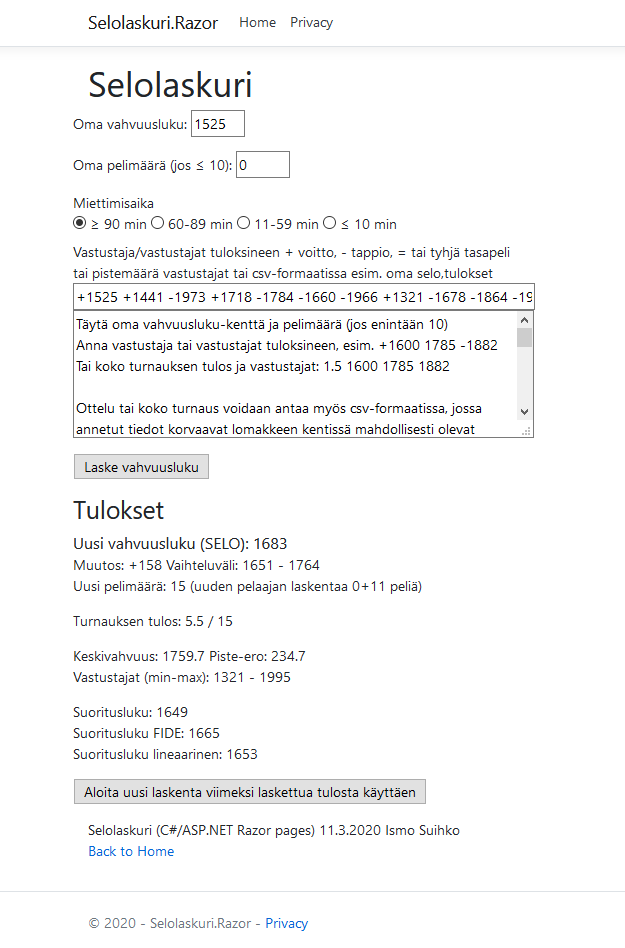 Selolaskuri.Razor Home Privacy
Selolaskuri
Oma vahvuusluku: 1525
Oma pelimäärä (jos ≤ 10): 0
Miettimisaika
≥ 90 min 60-89 min 11-59 min ≤ 10 min
Vastustaja/vastustajat tuloksineen + voitto, - tappio, = tai tyhjä tasapeli
tai pistemäärä vastustajat tai csv-formaatissa esim. oma selo,tulokset
+1525 +1441 -1973 +1718 -1784 -1660 -1966 +1321 -1678 -1864 -19
Täytä oma vahvuusluku-kenttä ja pelimäärä (jos enintään 10)
Anna vastustaja tai vastustajat tuloksineen, esim. +1600 1785 -1882
Tai koko turnauksen tulos ja vastustajat: 1.5 1600 1785 1882
Ottelu tai koko turnaus voidaan antaa myös csv-formaatissa, jossa
annetut tiedot korvaavat lomakkeen kentissä mahdollisesti olevat
Laske vahvuusluku
Tulokset
Uusi vahvuusluku (SELO): 1683
Muutos: +158 Vaihteluväli: 1651 - 1764
Uusi pelimäärä: 15 (uuden pelaajan laskentaa 0+11 peliä)
Turnauksen tulos: 5.5 / 15
Keskivahvuus: 1759.7 Piste-ero: 234.7
Vastustajat (min-max): 1321 - 1995
Suoritusluku: 1649
Suoritusluku FIDE: 1665
Suoritusluku lineaarinen: 1653
Aloita uusi laskenta viimeksi laskettua tulosta käyttäen
Selolaskuri (C#/ASP.NET Razor pages) 11.3.2020 Ismo Suihko
Back to Home
© 2020 - Selolaskuri.Razor - Privacy